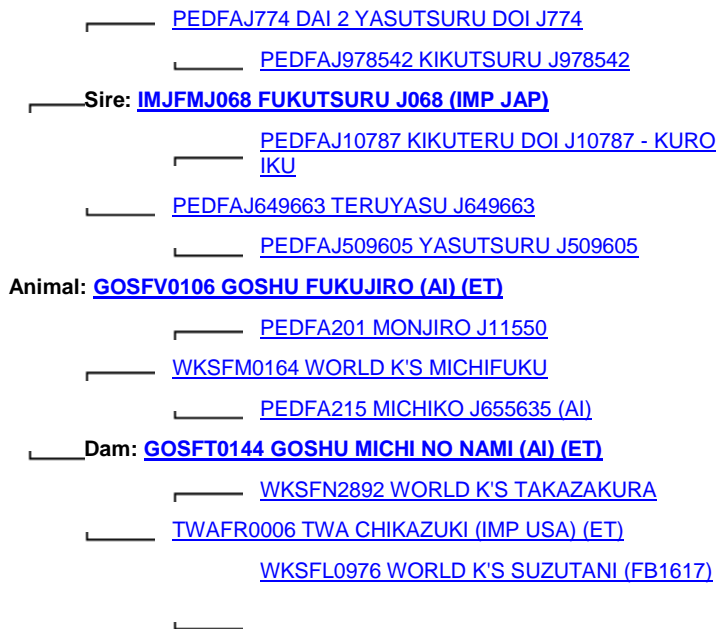 PEDFAJ774 DAI 2 YASUTSURU DOI J774
PEDFAJ978542 KIKUTSURU J978542
Sire: IMJFMJ068 FUKUTSURU J068 (IMP JAP)
PEDFAJ10787 KIKUTERU DOI J10787 - KURO
IKU
PEDFAJ649663 TERUYASU J649663
PEDFAJ509605 YASUTSURU J509605
Animal: GOSFV0106 GOSHU FUKUJIRO (AI) (ET)
PEDFA201 MONJIRO J11550
WKSFM0164 WORLD K'S MICHIFUKU
PEDFA215 MICHIKO J655635 (AI)
Dam: GOSFT0144 GOSHU MICHI NO NAMI (AI) (ET)
WKSFN2892 WORLD K'S TAKAZAKURA
TWAFR0006 TWA CHIKAZUKI (IMP USA) (ET)
WKSFL0976 WORLD K'S SUZUTANI (FB1617)